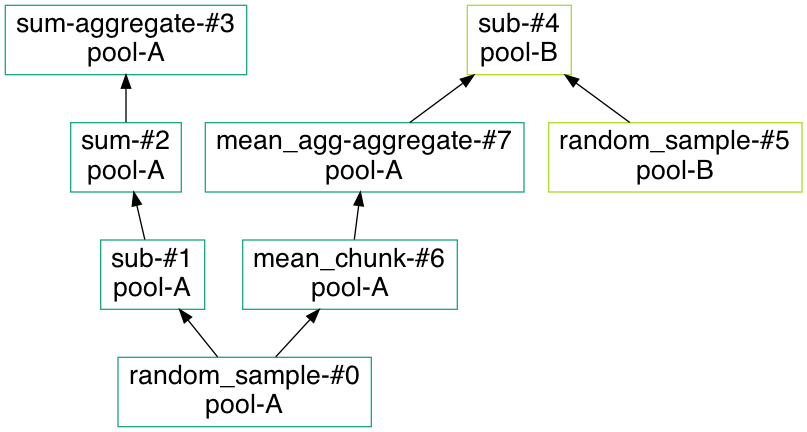 sum-aggregate-#3
pool-A
sub-#4
pool-B
sum-#2
pool-A
mean_agg-aggregate-#7
pool-A
random_sample-#5
pool-B
sub-#1
pool-A
mean_chunk-#6
pool-A
random_sample-#0
pool-A